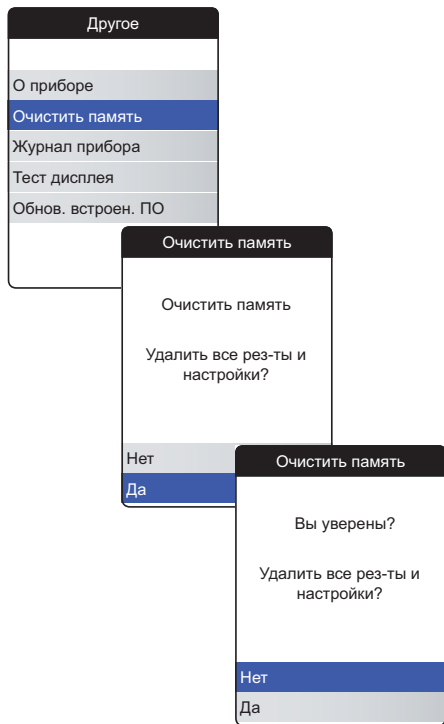 Другое
О приборе
Очистить память
Журнал прибора
Тест дисплея
Обнов. встроен. ПО
Очистить память
Очистить память
Удалить все рез-ты и
настройки?
Нет
Да
Очистить память
Вы уверены?
Удалить все рез-ты и
настройки?
Нет
Да